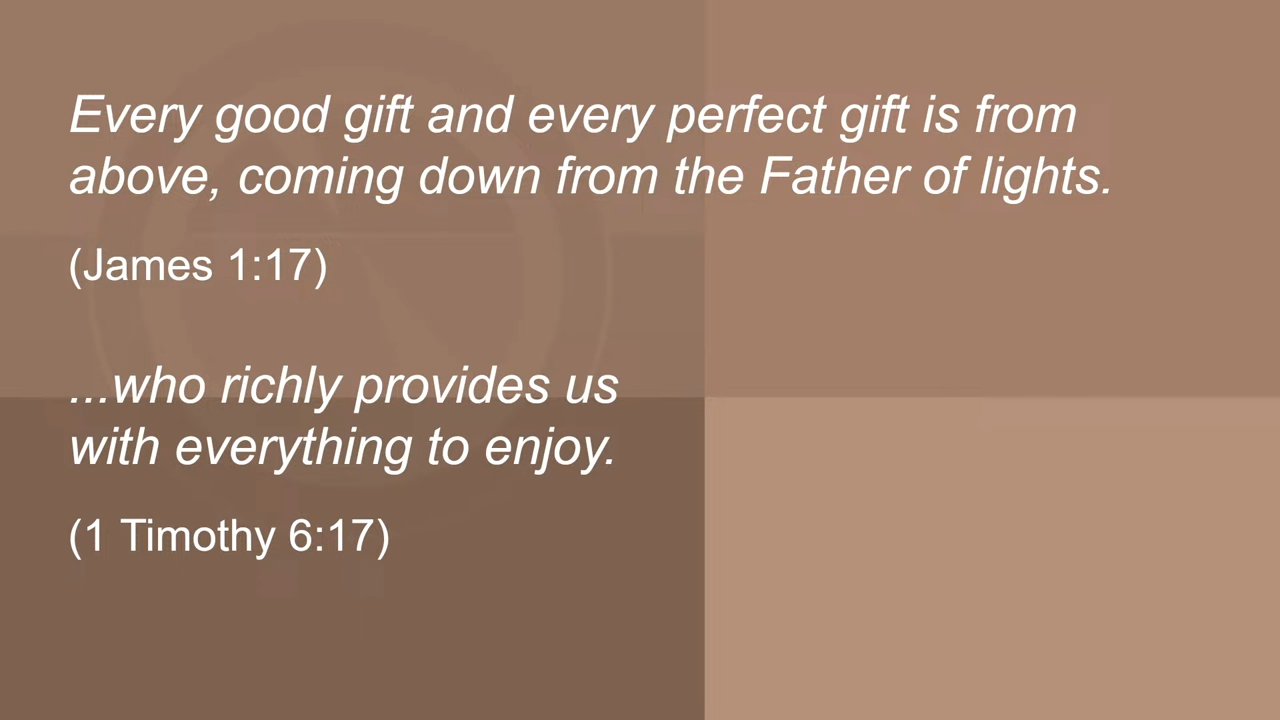 Every good gift and every perfect gift is from
above, coming down from the Father of lights.
(James 1:17)
...who richly provides us
with everything to enjoy.
(1 Timothy 6:17)